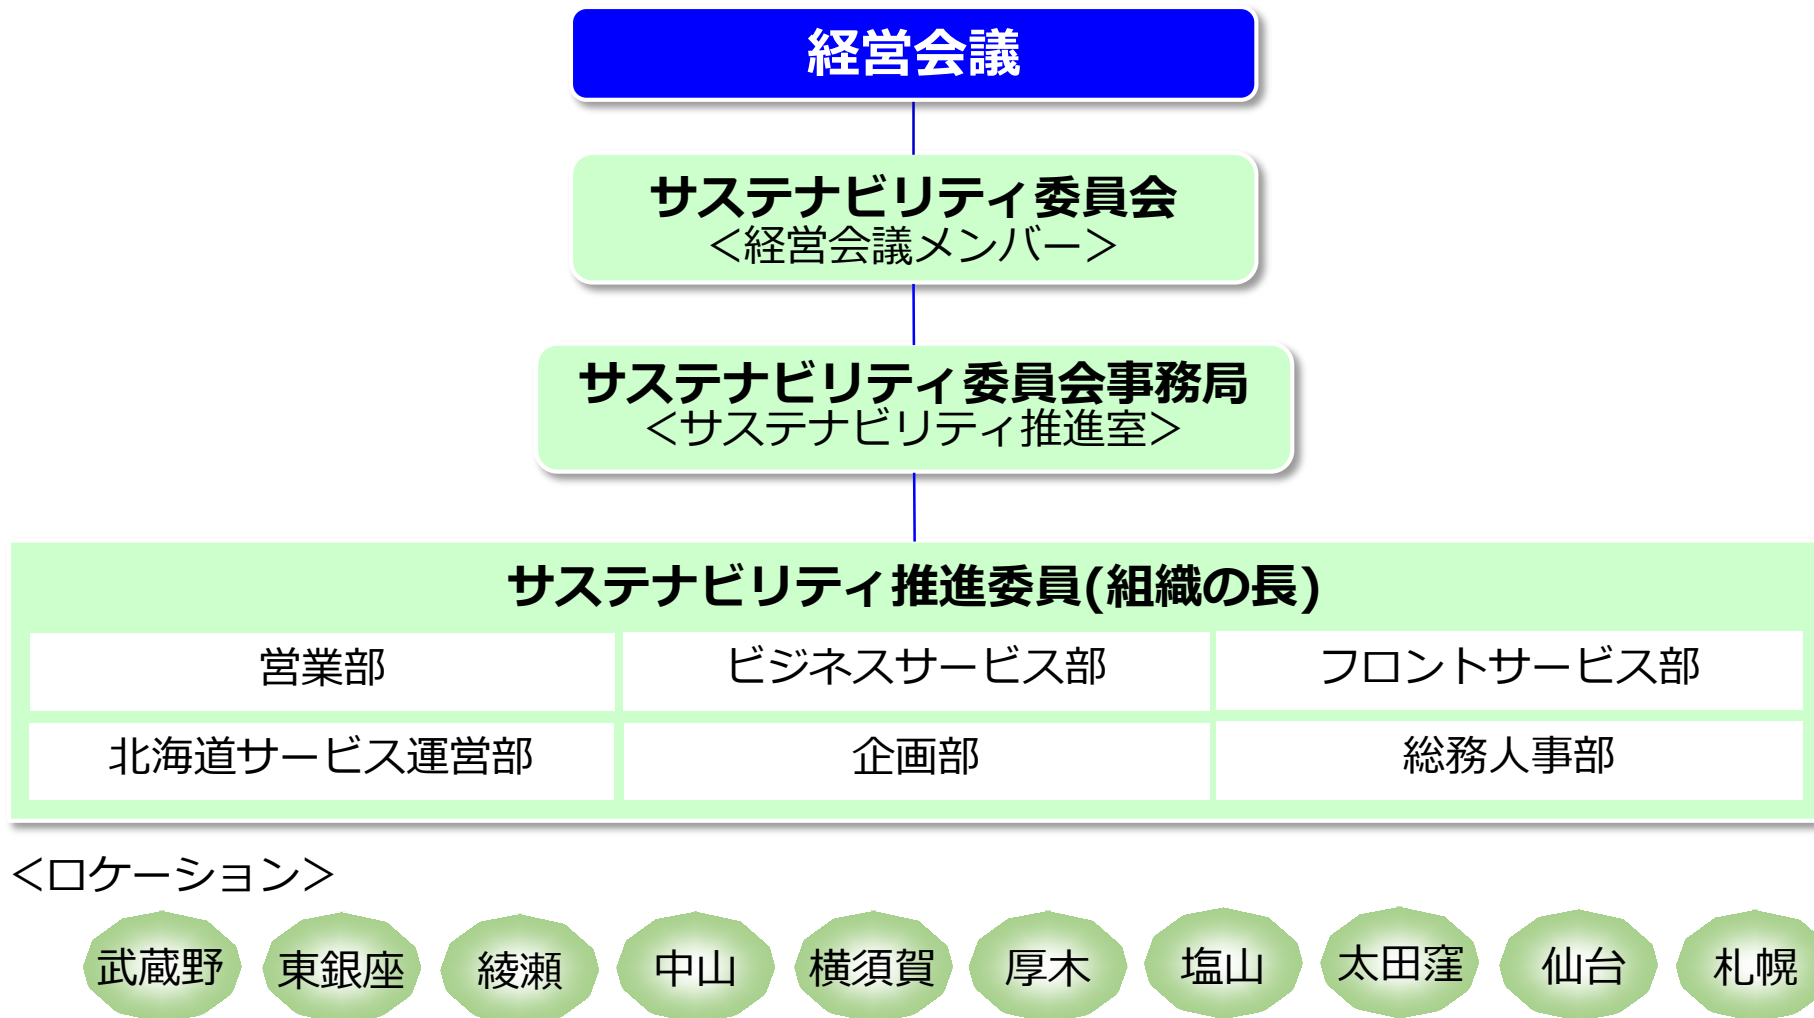 経営会議
サステナビリティ委員会
＜経営会議メンバー＞
サステナビリティ委員会事務局
＜サステナビリティ推進室＞
サステナビリティ推進委員(組織の長)
営業部 ビジネスサービス部 フロントサービス部
北海道サービス運営部 企画部 総務人事部
＜ロケーション＞
武蔵野 東銀座 綾瀬 中山 横須賀 厚木 塩山 太田窪 仙台 札幌